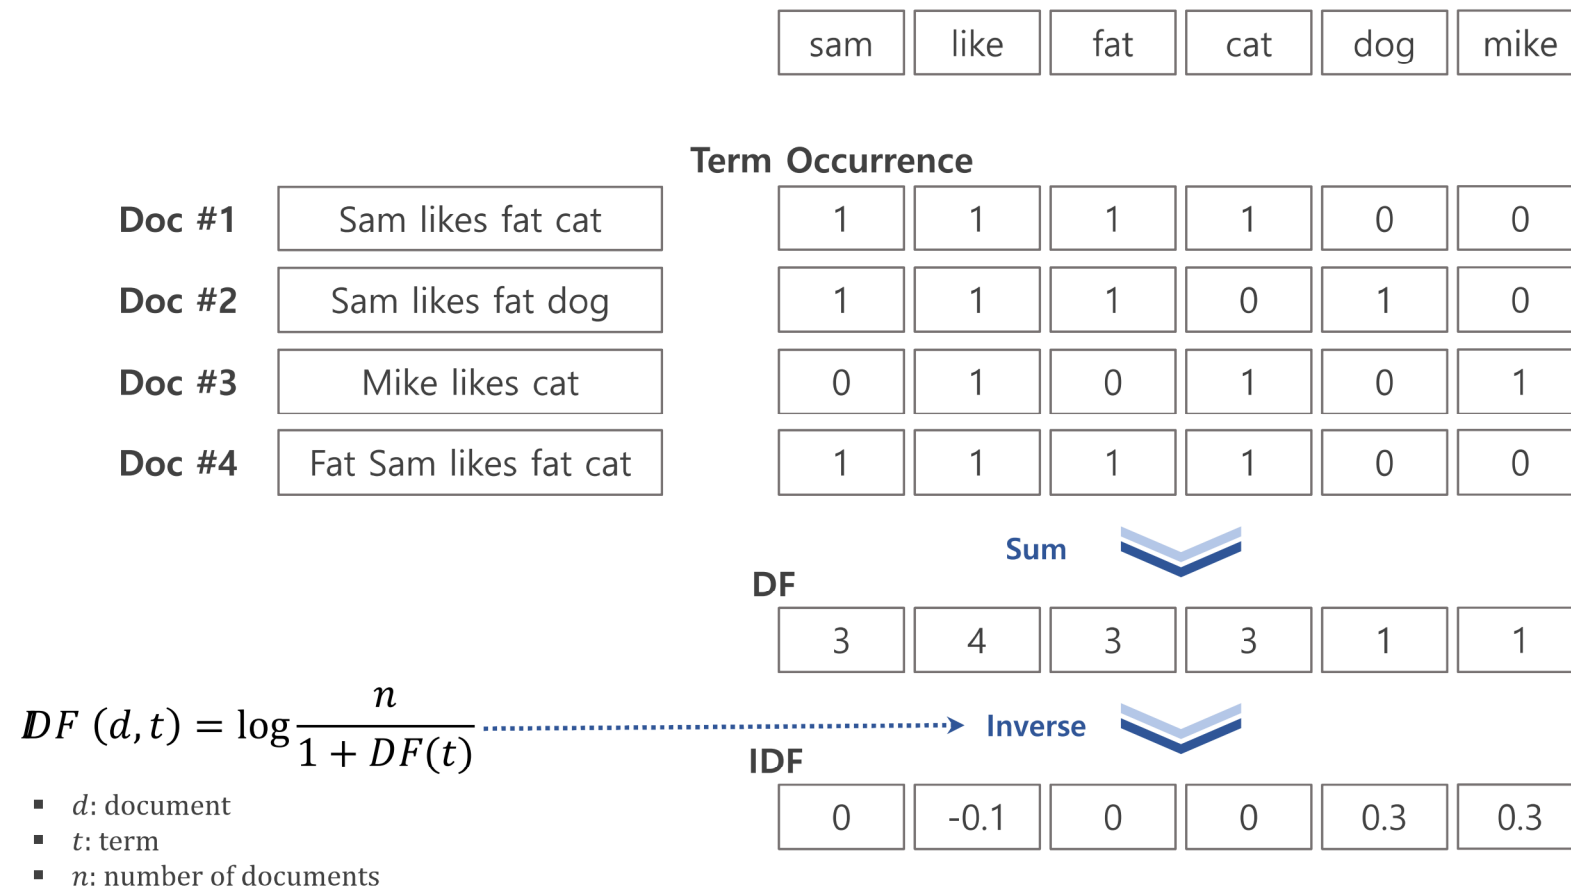 sam like fat cat dog mike
Term Occurrence
Doc #1 Sam likes fat cat 1 1 1 1 0 0
Doc #2 Sam likes fat dog 1 1 1 0 1 0
Doc #3 Mike likes cat 0 1 0 1 0 1
Doc #4 Fat Sam likes fat cat 1 1 1 1 0 0
Sum
DF
3 4 3 3 1 1
IDF (d, t) = log n / 1 + DF(t)
Inverse
IDF
0 -0.1 0 0 0.3 0.3
▪ d: document
▪ t: term
▪ n: number of documents